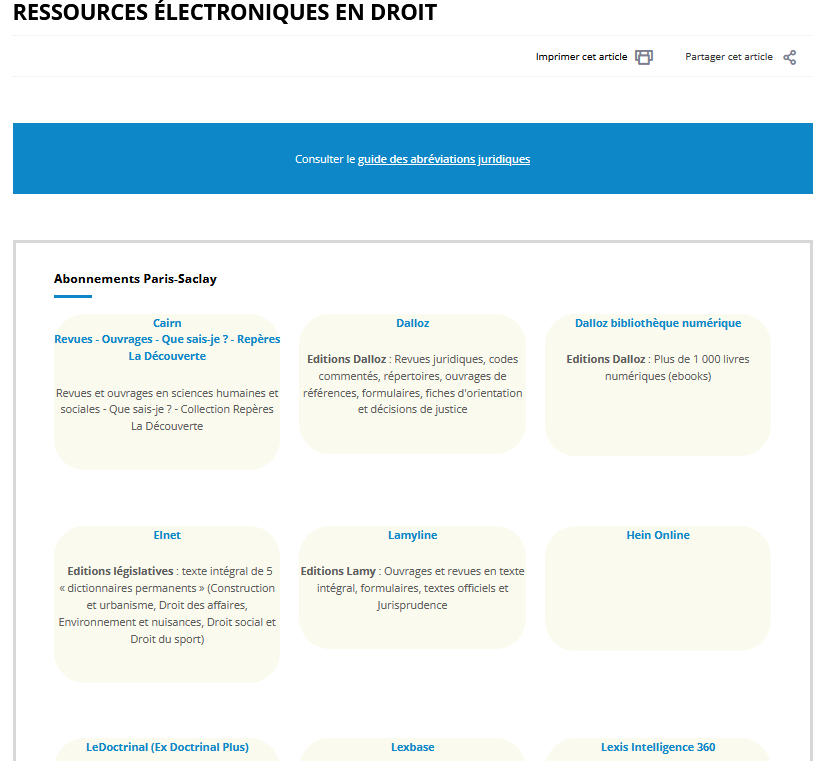 RESSOURCES ÉLECTRONIQUES EN DROIT
Imprimer cet article
Partager cet article
Consulter le guide des abréviations juridiques
Abonnements Paris-Saclay
Cairn
Revues - Ouvrages - Que sais-je ? - Repères
La Découverte
Revues et ouvrages en sciences humaines et
sociales - Que sais-je ? - Collection Repères
La Découverte
Dalloz
Editions Dalloz : Revues juridiques, codes
commentés, répertoires, ouvrages de
références, formulaires, fiches d'orientation
et décisions de justice
Dalloz bibliothèque numérique
Editions Dalloz : Plus de 1 000 livres
numériques (ebooks)
Elnet
Editions législatives : texte intégral de 5
« dictionnaires permanents » (Construction
et urbanisme, Droit des affaires,
Environnement et nuisances, Droit social et
Droit du sport)
Lamyline
Editions Lamy : Ouvrages et revues en texte
intégral, formulaires, textes officiels et
Jurisprudence
Hein Online
LeDoctrinal (Ex Doctrinal Plus)
Lexbase
Lexis Intelligence 360